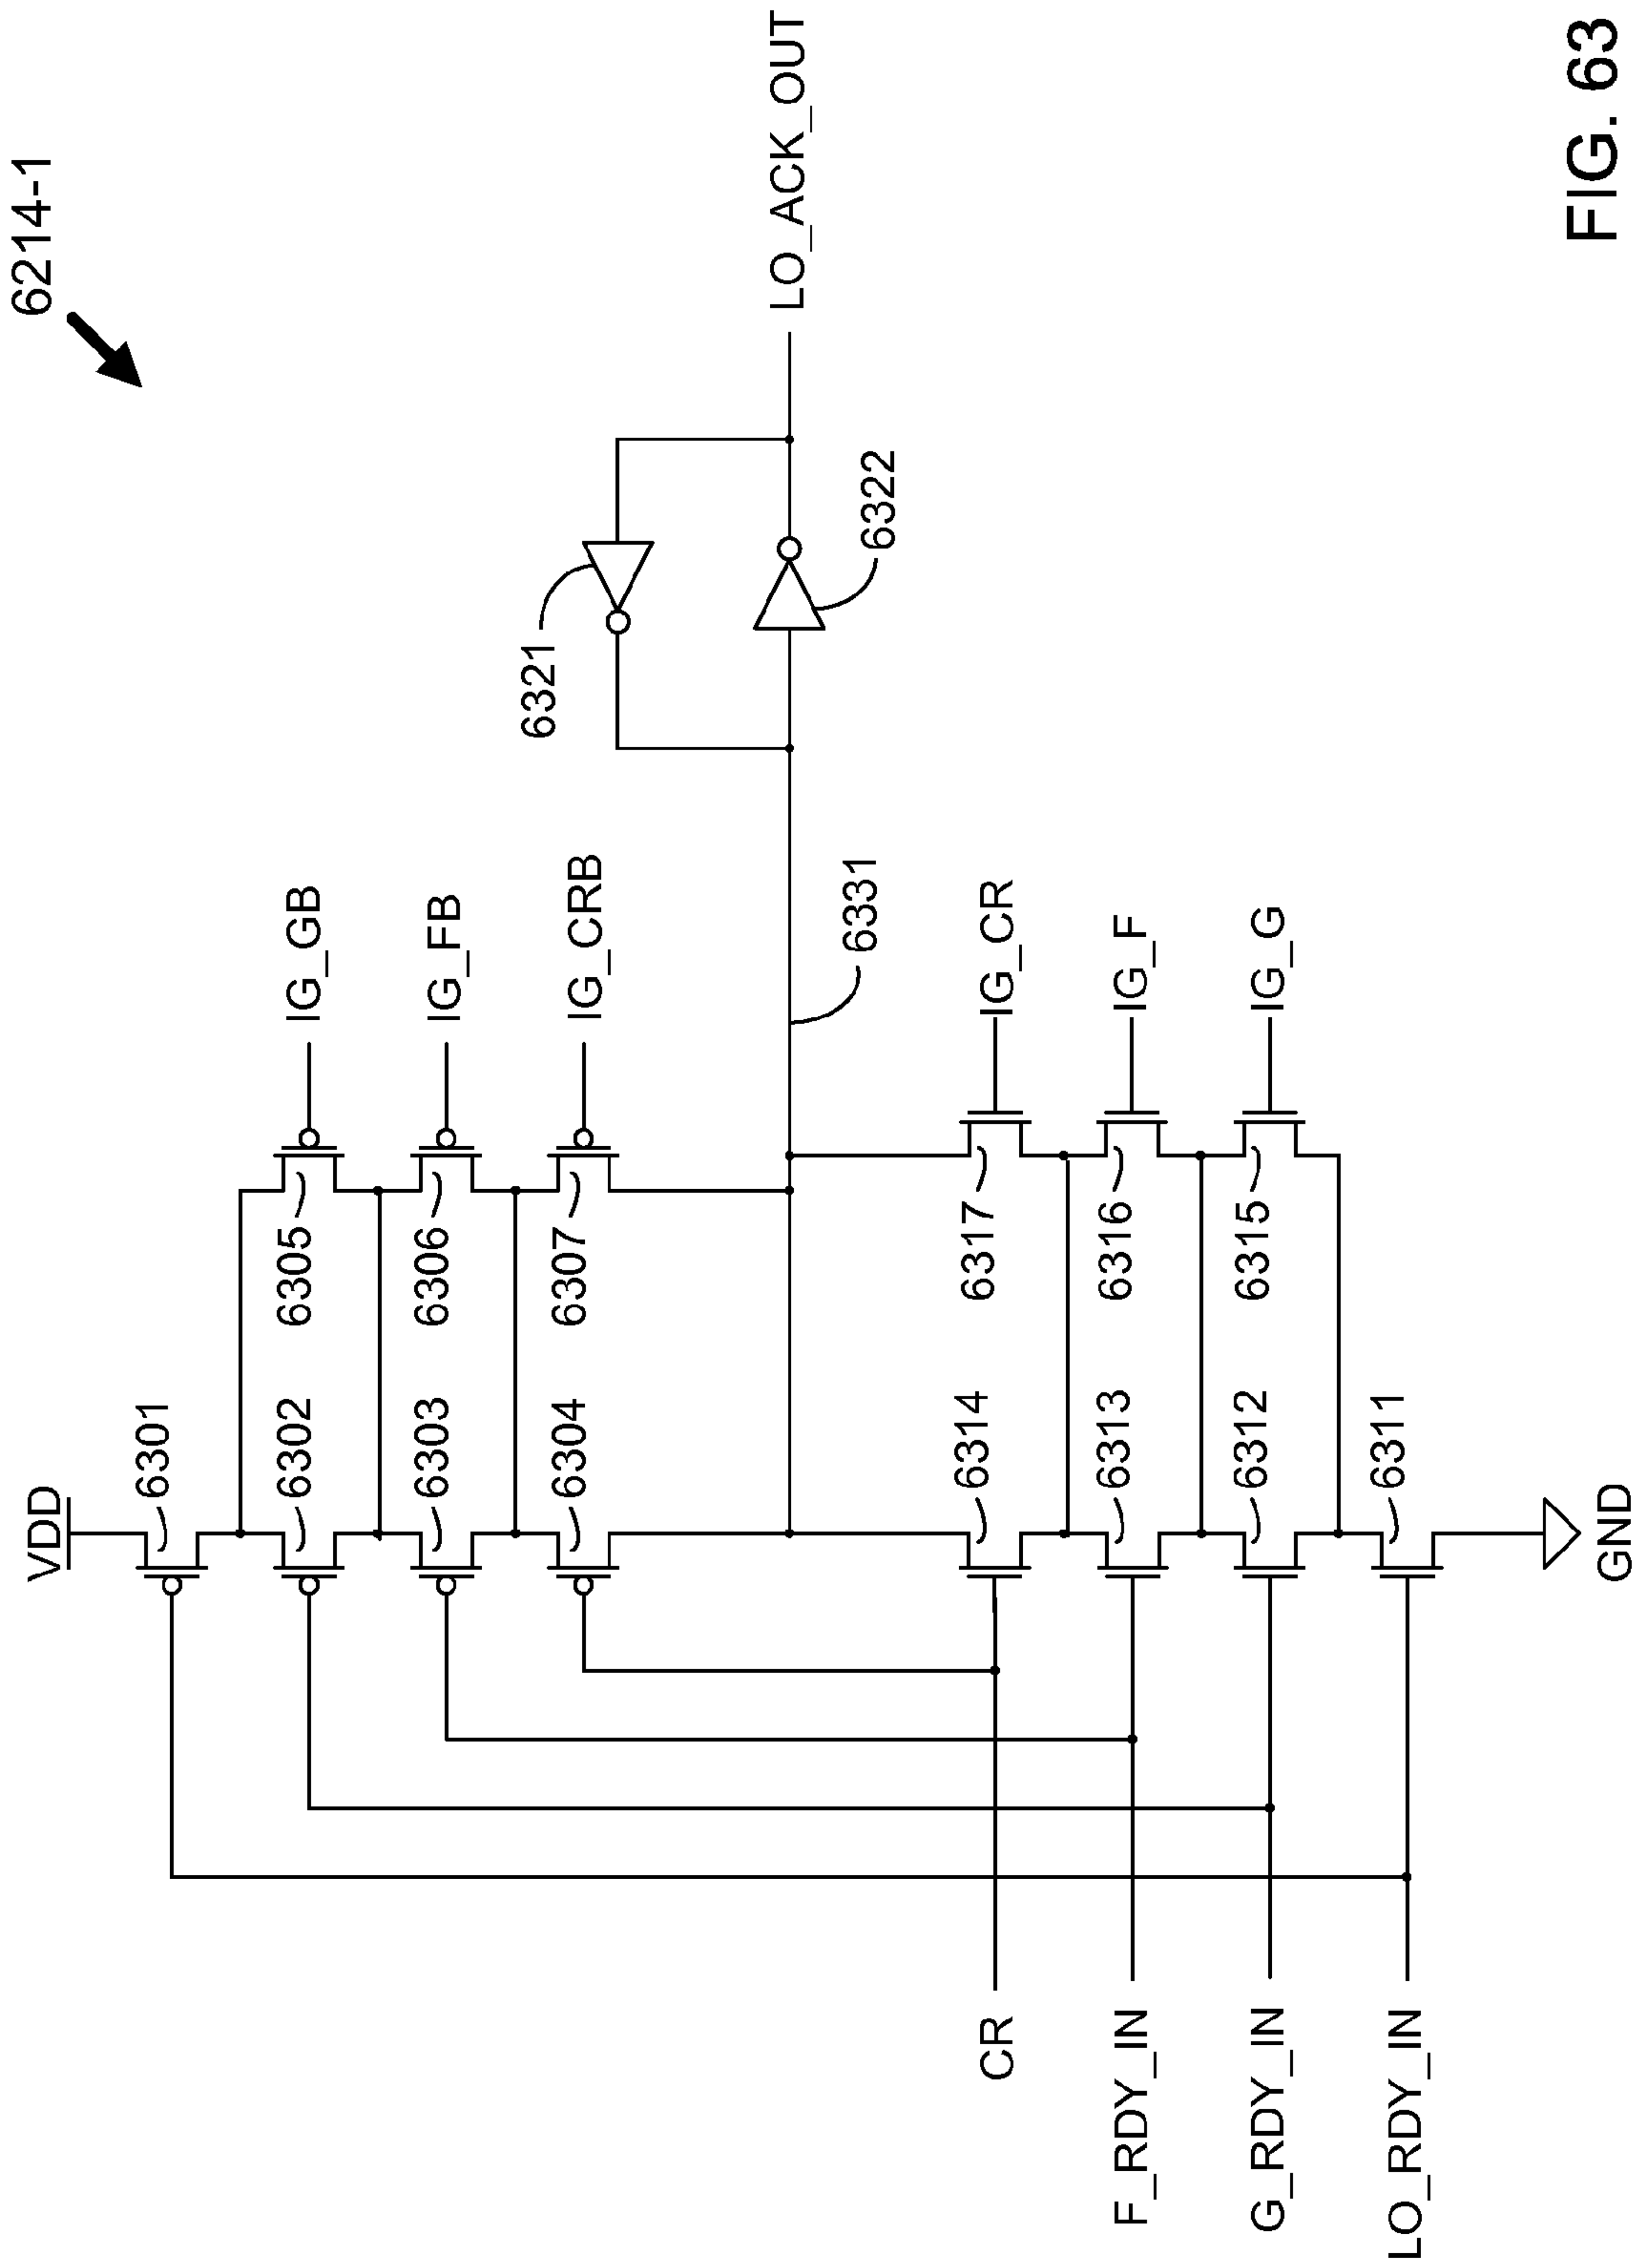 6214-1
VDD
6301
6302
6305
IG_GB
6303
6306
IG_FB
6304
6307
IG_CRB
6321
6322
LO_ACK_OUT
6331
CR
6314
6317
IG_CR
F_RDY_IN
6313
6316
IG_F
G_RDY_IN
6312
6315
IG_G
LO_RDY_IN
6311
GND
FIG. 63